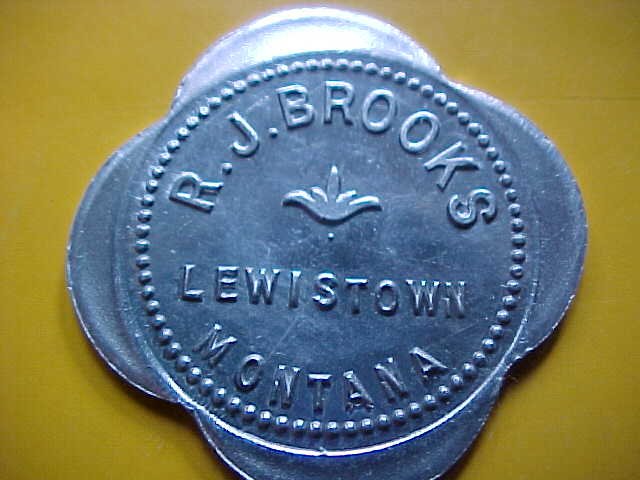 R. J. BROOKS
LEWISTOWN
MONTANA